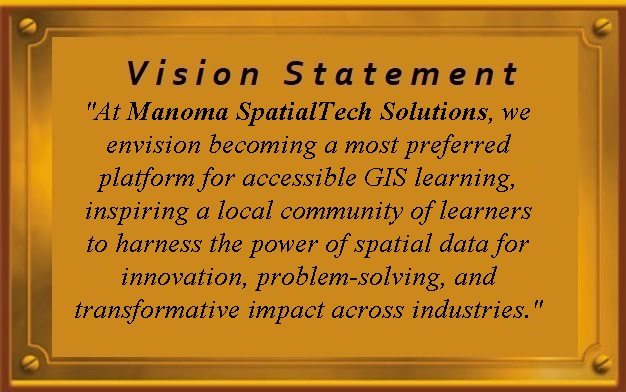 Vision Statement
"At Manoma SpatialTech Solutions, we
envision becoming a most preferred
platform for accessible GIS learning,
inspiring a local community of learners
to harness the power of spatial data for
innovation, problem-solving, and
transformative impact across industries."